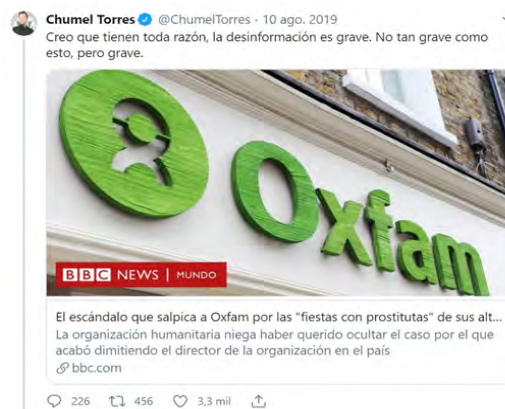 Chumel Torres @ChumelTorres · 10 ago. 2019
Creo que tienen toda razón, la desinformación es grave. No tan grave como
esto, pero grave.
Oxfam
BBC NEWS | MUNDO
El escándalo que salpica a Oxfam por las "fiestas con prostitutas" de sus alt...
La organización humanitaria niega haber querido ocultar el caso por el que
acabó dimitiendo el director de la organización en el país
bbc.com
226 456 3,3 mil